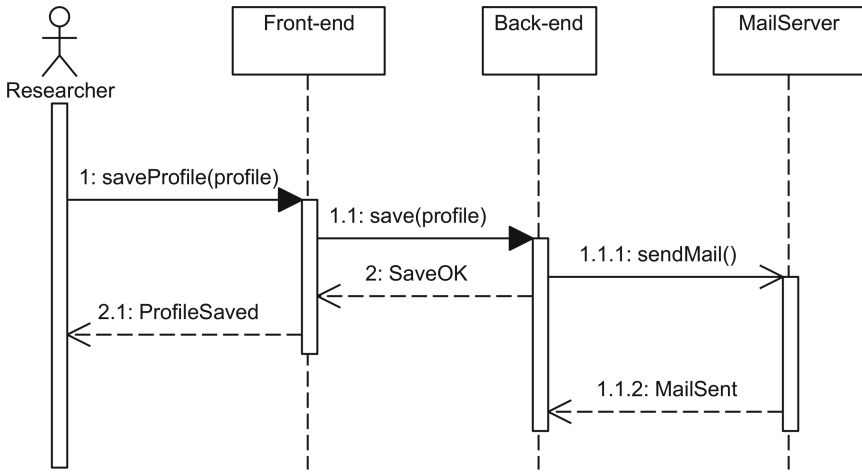 Front-end
Back-end
MailServer
Researcher
1: saveProfile(profile)
1.1: save(profile)
1.1.1: sendMail()
2: SaveOK
2.1: ProfileSaved
1.1.2: MailSent